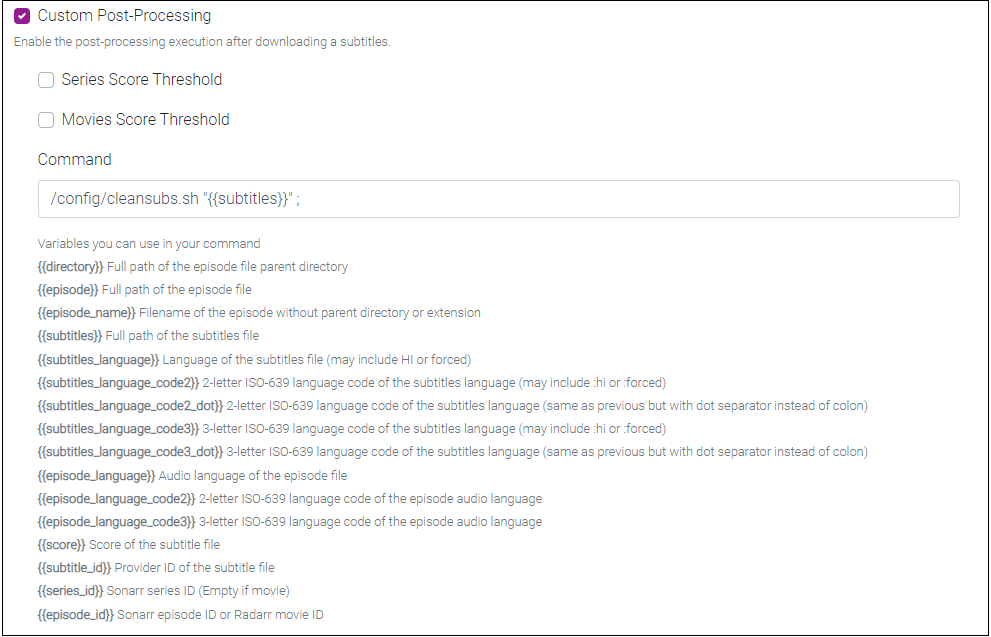 Custom Post-Processing
Enable the post-processing execution after downloading a subtitles.
Series Score Threshold
Movies Score Threshold
Command
/config/cleansubs.sh "{{subtitles}}" ;
Variables you can use in your command
{{directory}} Full path of the episode file parent directory
{{episode}} Full path of the episode file
{{episode_name}} Filename of the episode without parent directory or extension
{{subtitles}} Full path of the subtitles file
{{subtitles_language}} Language of the subtitles file (may include HI or forced)
{{subtitles_language_code2}} 2-letter ISO-639 language code of the subtitles language (may include :hi or :forced)
{{subtitles_language_code2_dot}} 2-letter ISO-639 language code of the subtitles language (same as previous but with dot separator instead of colon)
{{subtitles_language_code3}} 3-letter ISO-639 language code of the subtitles language (may include :hi or :forced)
{{subtitles_language_code3_dot}} 3-letter ISO-639 language code of the subtitles language (same as previous but with dot separator instead of colon)
{{episode_language}} Audio language of the episode file
{{episode_language_code2}} 2-letter ISO-639 language code of the episode audio language
{{episode_language_code3}} 3-letter ISO-639 language code of the episode audio language
{{score}} Score of the subtitle file
{{subtitle_id}} Provider ID of the subtitle file
{{series_id}} Sonarr series ID (Empty if movie)
{{episode_id}} Sonarr episode ID or Radarr movie ID